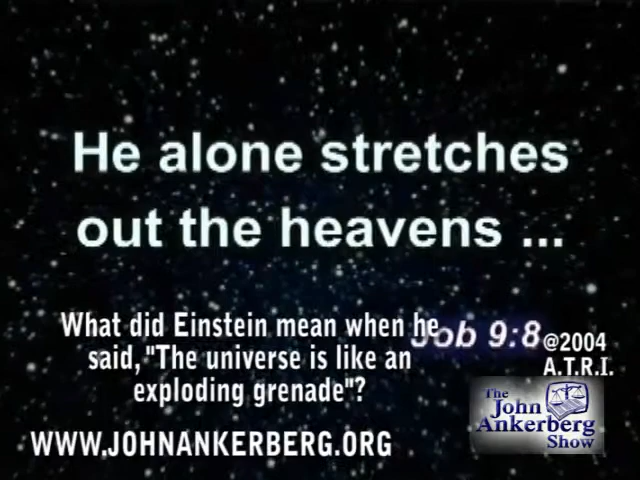 He alone stretches
out the heavens ...
Job 9:8
What did Einstein mean when he
said, "The universe is like an
exploding grenade"?
@2004
A.T.R.I.
The
John
Ankerberg
Show
WWW.JOHNANKERBERG.ORG